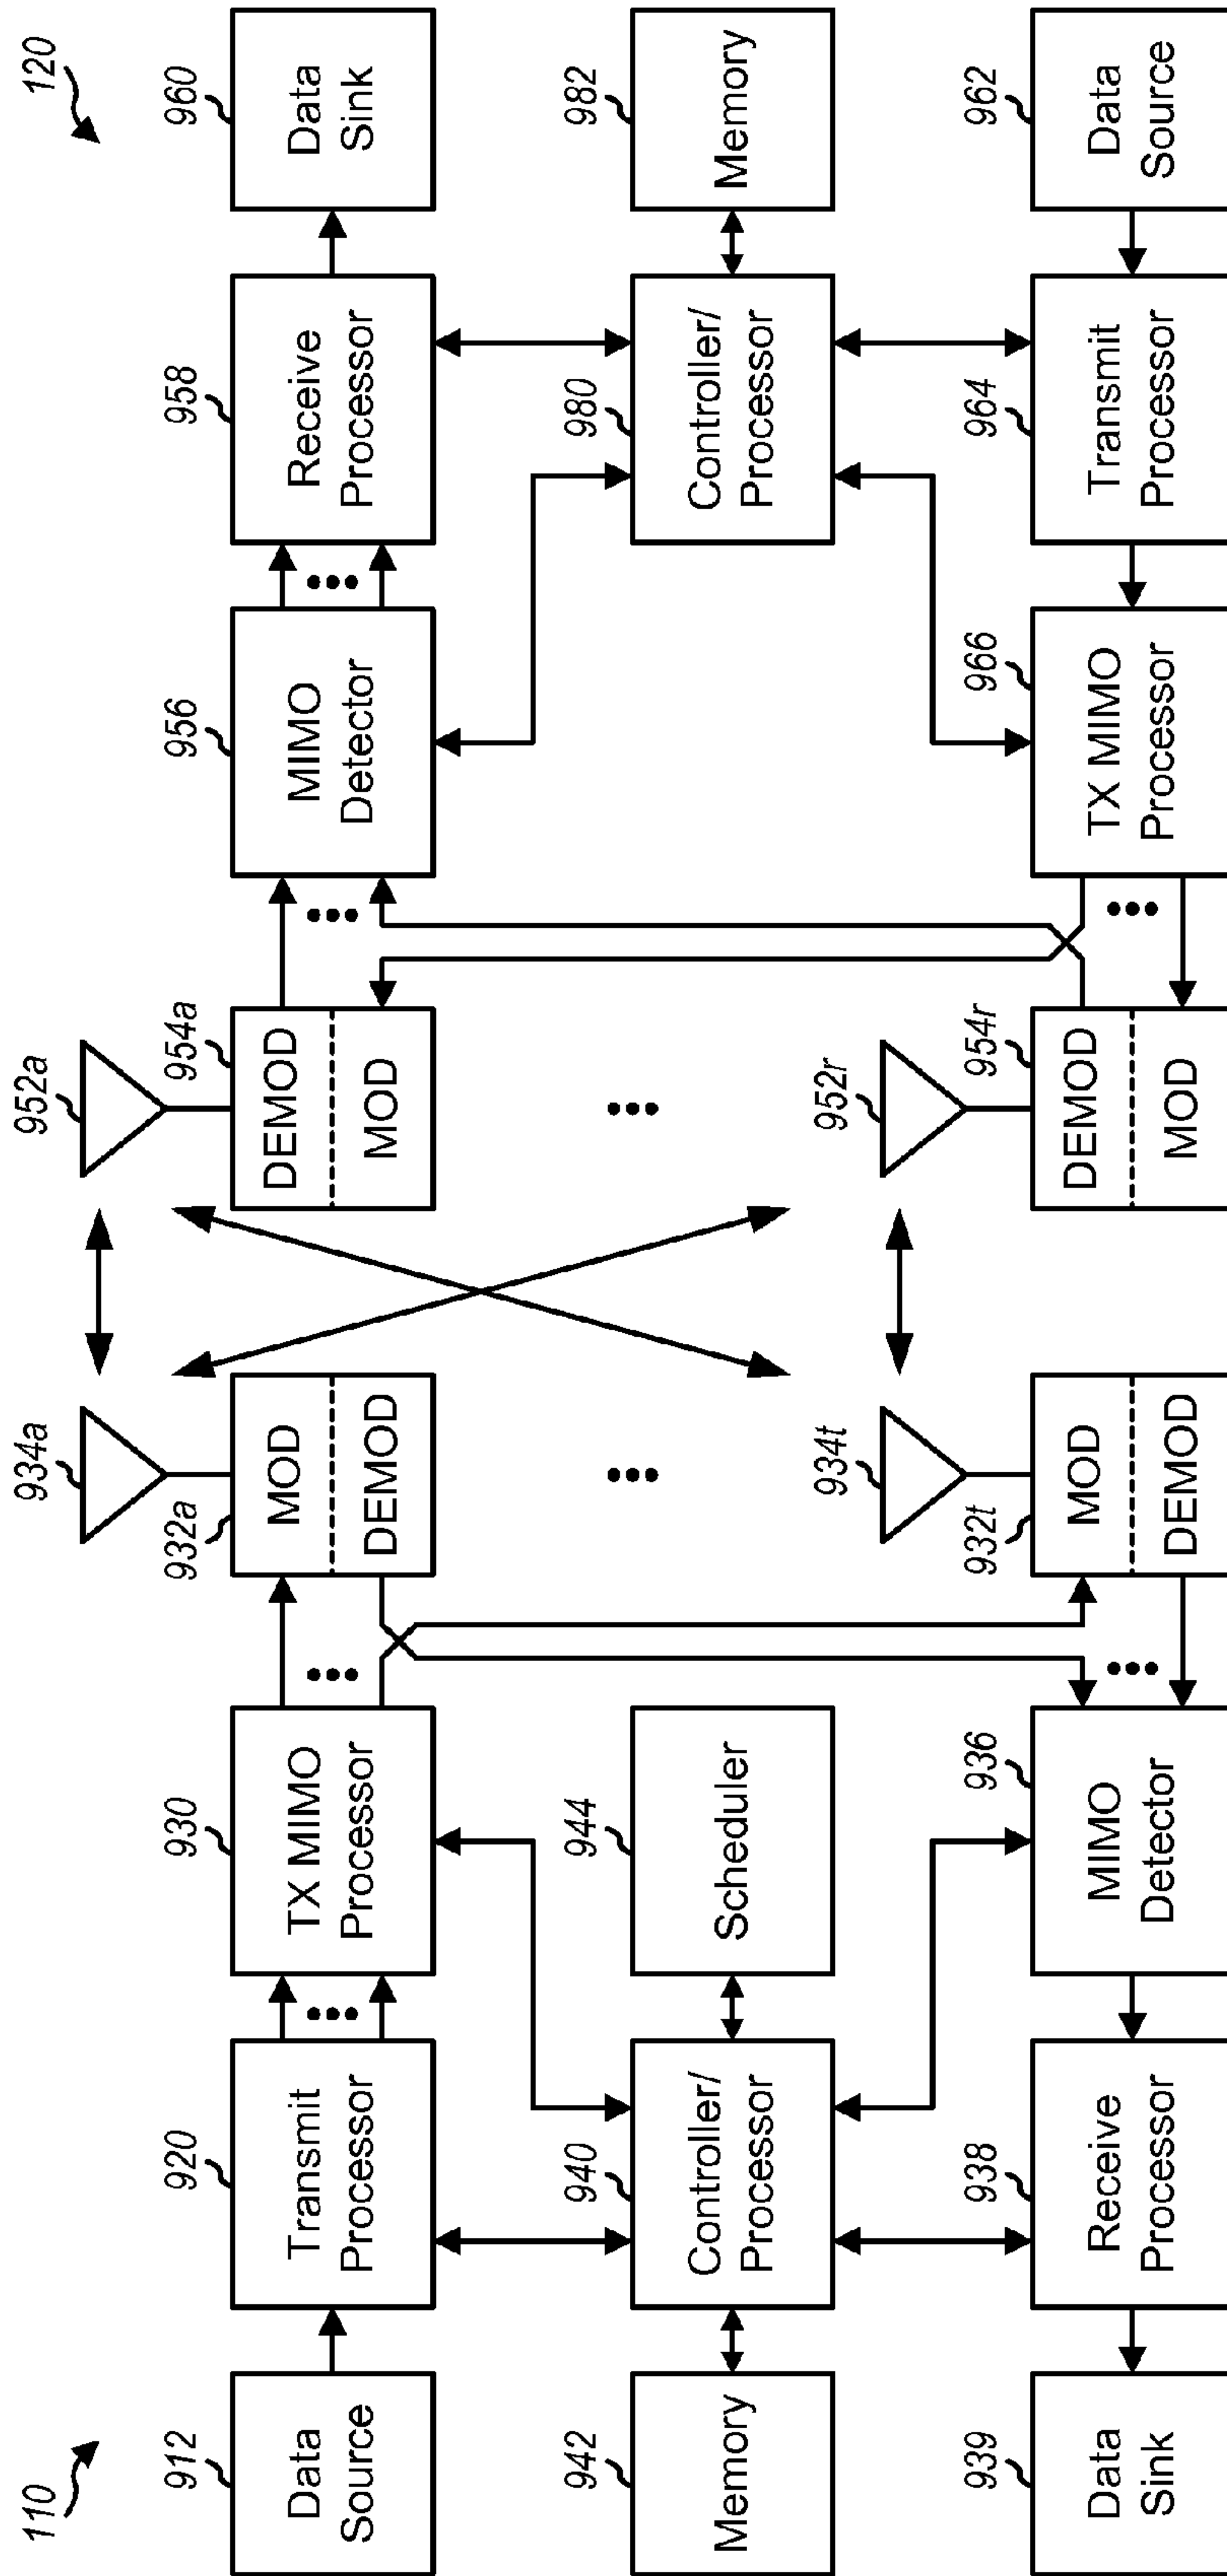 110
120
912
Data
Source
920
Transmit
Processor
930
TX MIMO
Processor
932a
MOD
DEMOD
934a
952a
954a
DEMOD
MOD
956
MIMO
Detector
958
Receive
Processor
960
Data
Sink
942
Memory
940
Controller/
Processor
944
Scheduler
980
Controller/
Processor
982
Memory
939
Data
Sink
938
Receive
Processor
936
MIMO
Detector
932t
MOD
DEMOD
934t
952r
954r
DEMOD
MOD
966
TX MIMO
Processor
964
Transmit
Processor
962
Data
Source